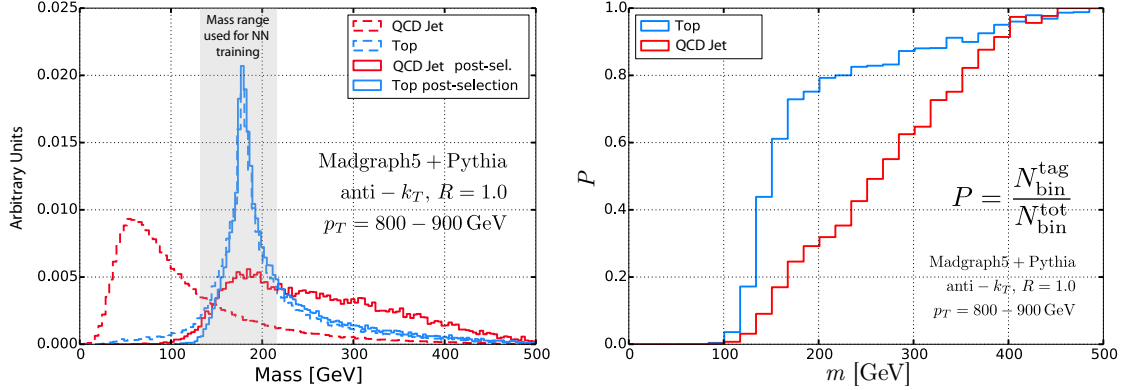 Mass range
used for NN
training
QCD Jet
Top
QCD Jet post-sel.
Top post-selection
Madgraph5 + Pythia
anti − k_T, R = 1.0
p_T = 800 − 900 GeV
Arbitrary Units
0.025
0.020
0.015
0.010
0.005
0.000
0 100 200 300 400 500
Mass [GeV]
Top
QCD Jet
P = N_bin^tag / N_bin^tot
Madgraph5 + Pythia
anti − k_T, R = 1.0
p_T = 800 − 900 GeV
P
1.0
0.8
0.6
0.4
0.2
0.0
0 100 200 300 400 500
m [GeV]